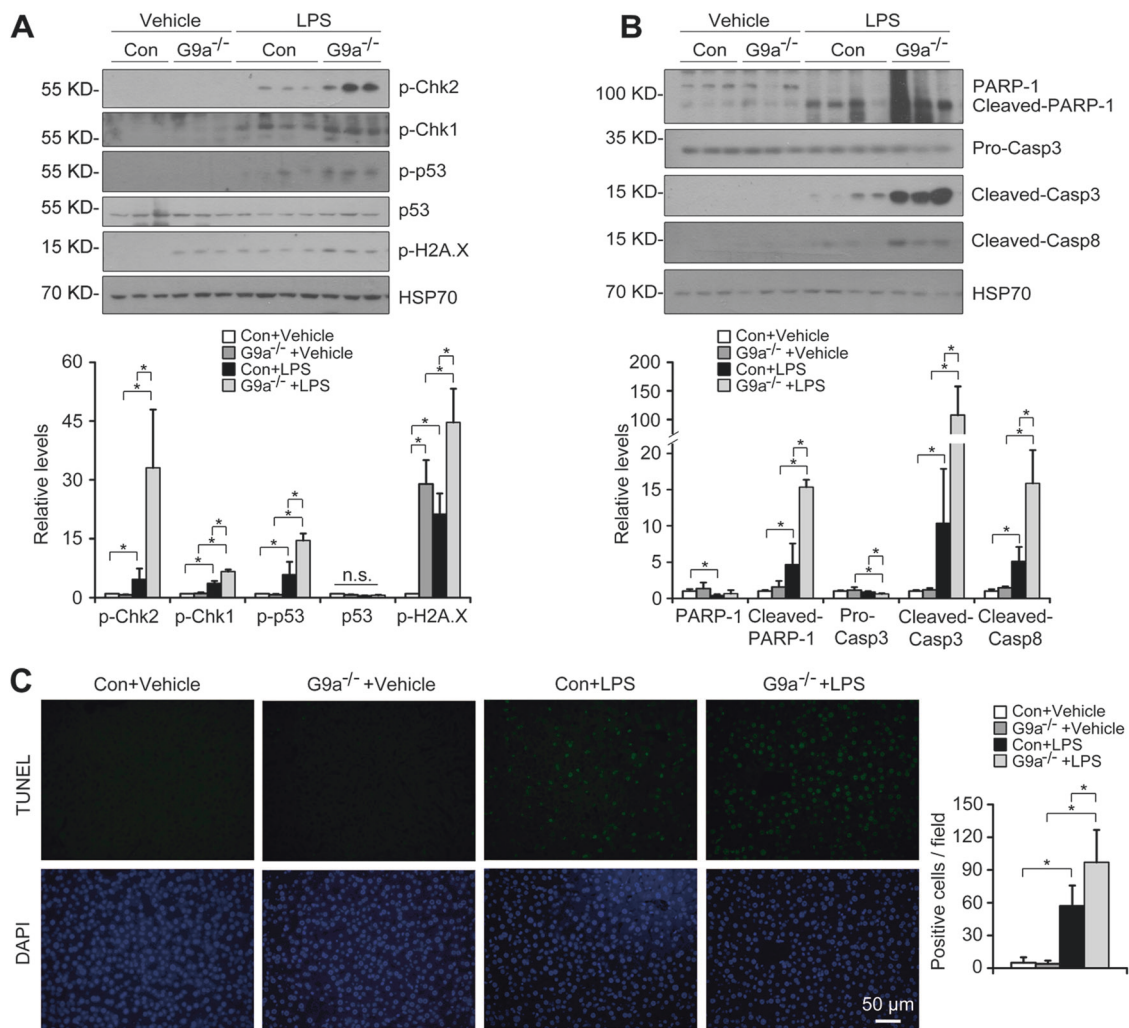 A
Vehicle LPS
Con G9a⁻/⁻ Con G9a⁻/⁻
55 KD- p-Chk2
55 KD- p-Chk1
55 KD- p-p53
55 KD- p53
15 KD- p-H2A.X
70 KD- HSP70
Con+Vehicle
G9a⁻/⁻ +Vehicle
Con+LPS
G9a⁻/⁻ +LPS
Relative levels
60
45
30
15
0
* * * * * * * * * n.s. * * * *
p-Chk2 p-Chk1 p-p53 p53 p-H2A.X
B
Vehicle LPS
Con G9a⁻/⁻ Con G9a⁻/⁻
100 KD- PARP-1
Cleaved-PARP-1
35 KD- Pro-Casp3
15 KD- Cleaved-Casp3
15 KD- Cleaved-Casp8
70 KD- HSP70
Con+Vehicle
G9a⁻/⁻ +Vehicle
Con+LPS
G9a⁻/⁻ +LPS
Relative levels
200
150
100
20
15
10
5
0
* * * * * * * * * * * *
PARP-1 Cleaved-PARP-1 Pro-Casp3 Cleaved-Casp3 Cleaved-Casp8
C
Con+Vehicle G9a⁻/⁻ +Vehicle Con+LPS G9a⁻/⁻ +LPS
TUNEL
DAPI
50 µm
Con+Vehicle
G9a⁻/⁻ +Vehicle
Con+LPS
G9a⁻/⁻ +LPS
Positive cells / field
150
120
90
60
30
0
* * *